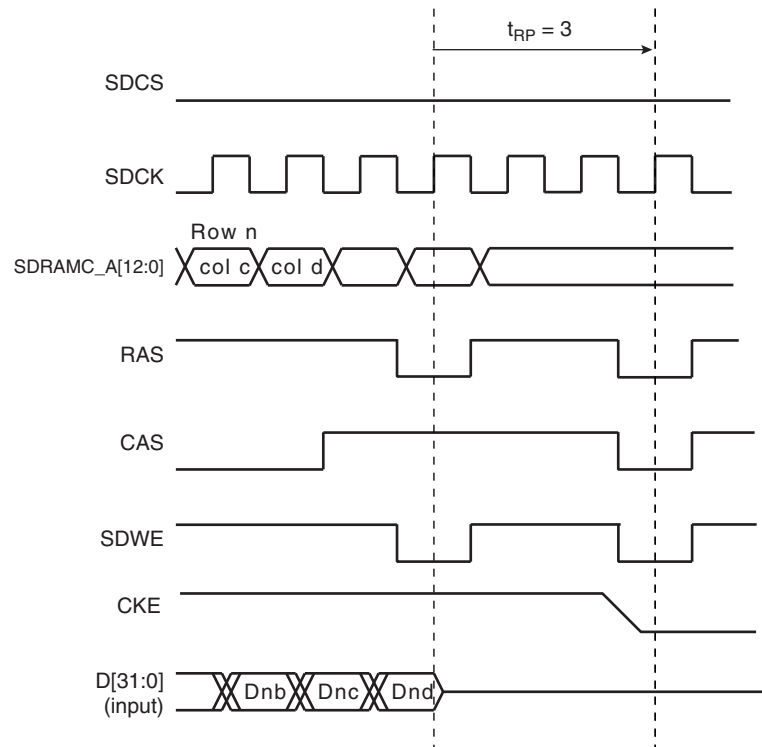 tRP = 3
SDCS
SDCK
Row n
SDRAMC_A[12:0]
col c
col d
RAS
CAS
SDWE
CKE
D[31:0]
(input)
Dnb
Dnc
Dnd